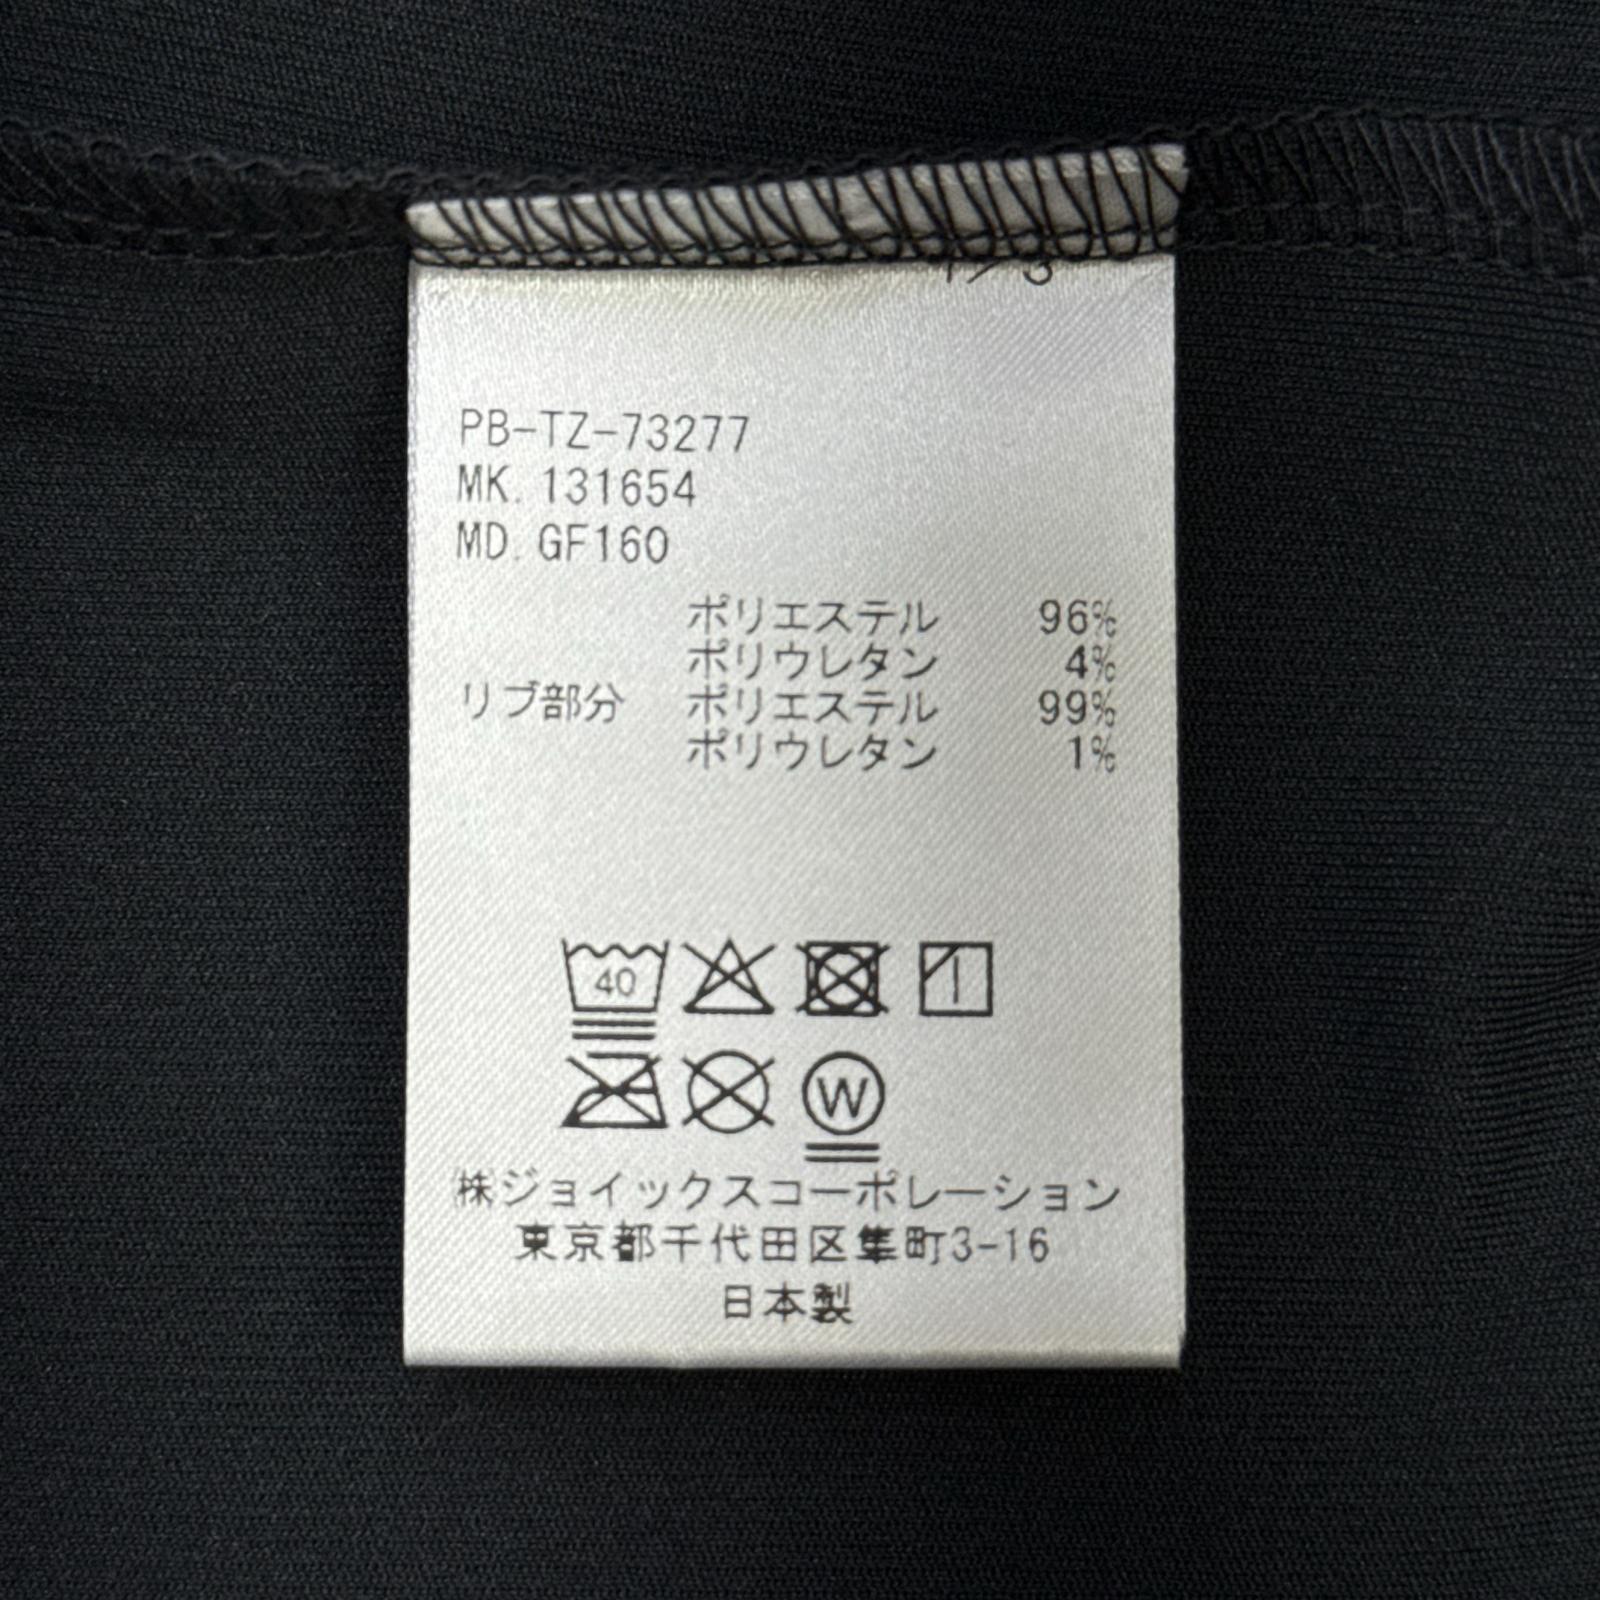 PB-TZ-73277
MK. 131654
MD. GF160
ポリエステル 96%
ポリウレタン 4%
リブ部分 ポリエステル 99%
ポリウレタン 1%
40
W
株ジョイックスコーポレーション
東京都千代田区隼町3-16
日本製